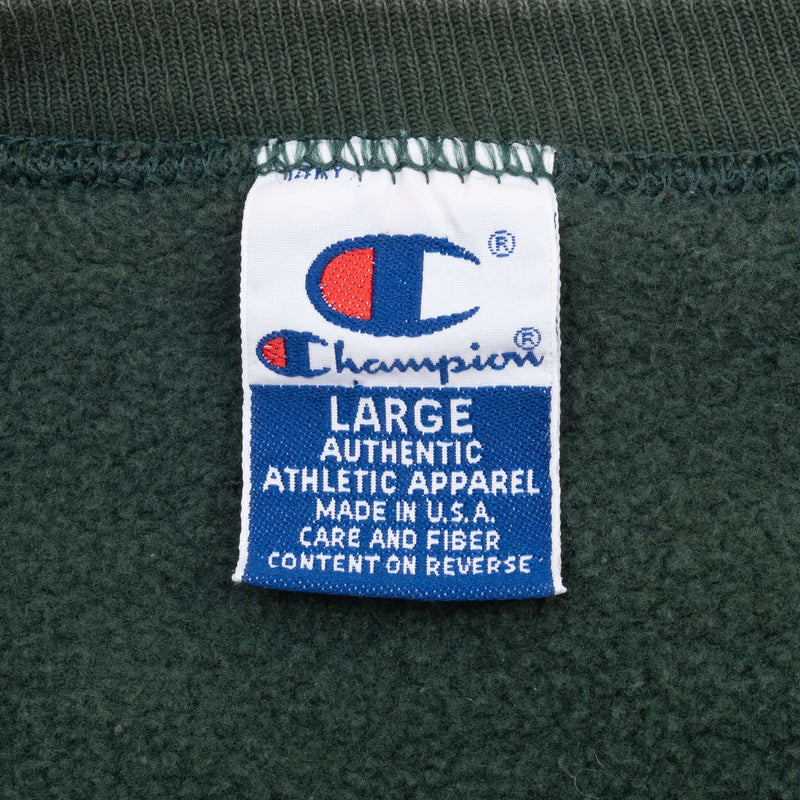 ®
Champion®
LARGE
AUTHENTIC
ATHLETIC APPAREL
MADE IN U.S.A.
CARE AND FIBER
CONTENT ON REVERSE